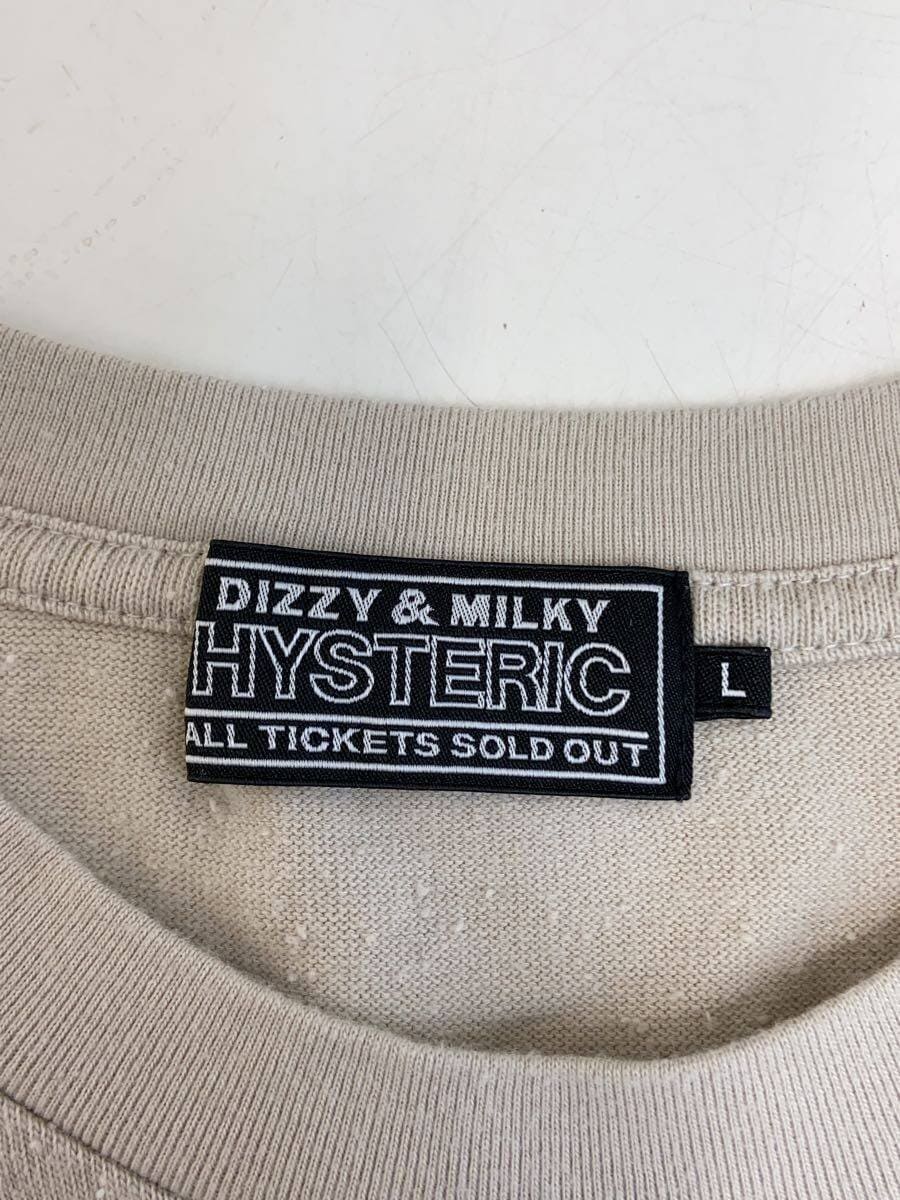 DIZZY & MILKY
HYSTERIC
ALL TICKETS SOLD OUT
L